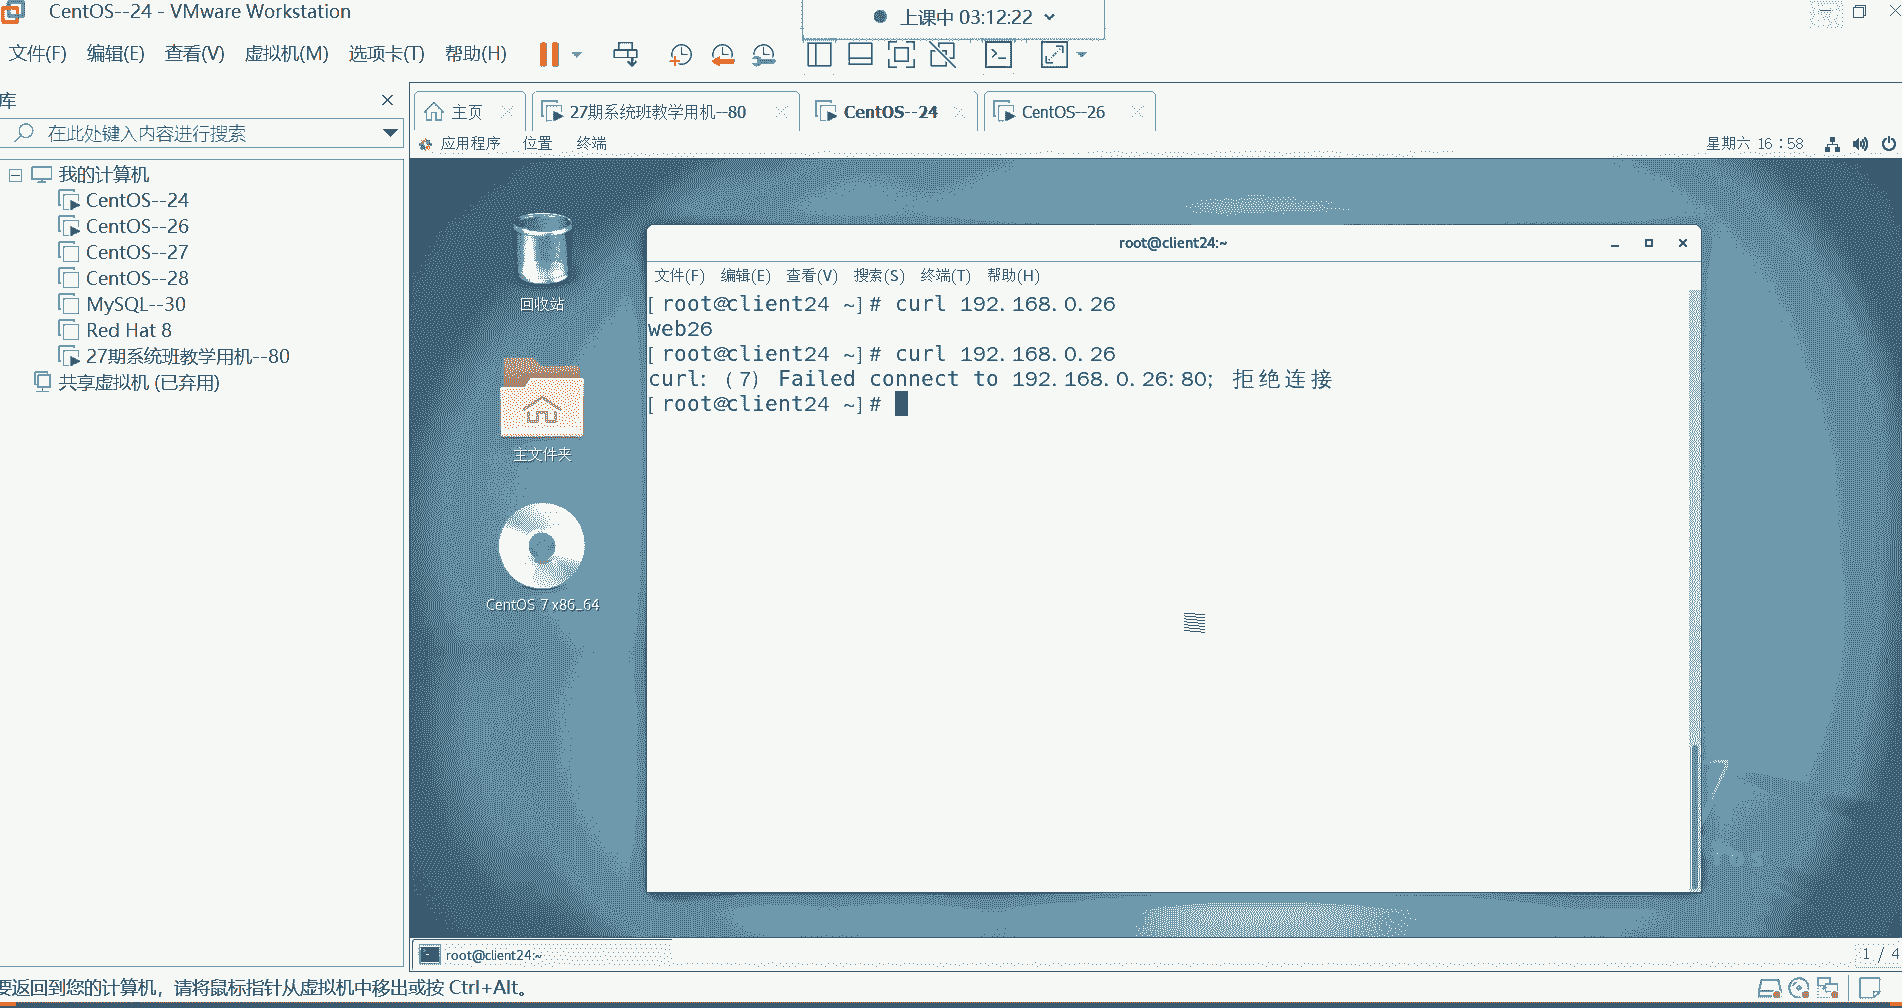 CentOS--24 - VMware Workstation
上课中 03:12:22
文件(F) 编辑(E) 查看(V) 虚拟机(M) 选项卡(T) 帮助(H)
库
在此处键入内容进行搜索
我的计算机
CentOS--24
CentOS--26
CentOS--27
CentOS--28
MySQL--30
Red Hat 8
27期系统班教学用机--80
共享虚拟机 (已弃用)
主页 27期系统班教学用机--80 CentOS--24 CentOS--26
应用程序 位置 终端 星期六 16:58
回收站
主文件夹
CentOS 7 x86_64
root@client24:~
文件(F) 编辑(E) 查看(V) 搜索(S) 终端(T) 帮助(H)
[root@client24 ~]# curl 192.168.0.26
web26
[root@client24 ~]# curl 192.168.0.26
curl: (7) Failed connect to 192.168.0.26:80; 拒绝连接
[root@client24 ~]#
7
root@client24:~ 1 / 4
要返回到您的计算机，请将鼠标指针从虚拟机中移出或按 Ctrl+Alt。